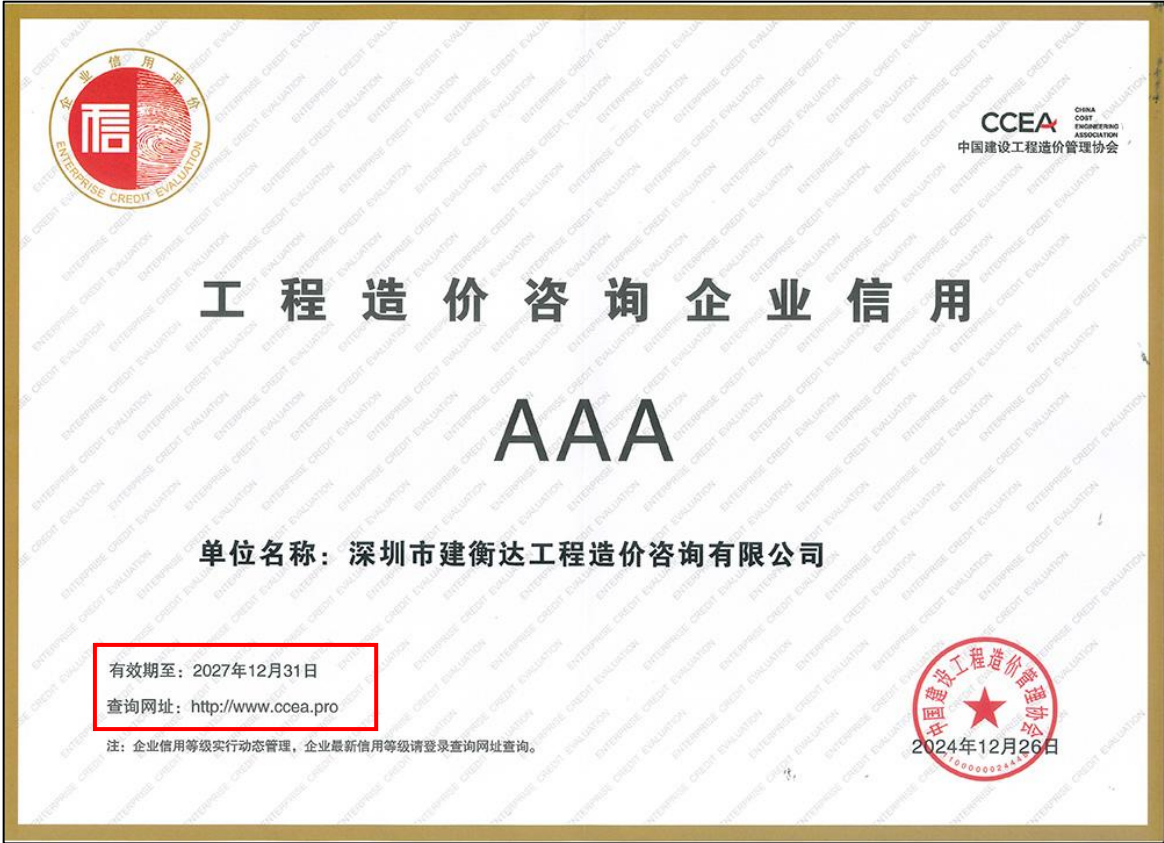 企业信用评价
信
ENTERPRISE CREDIT EVALUATION
CCEA
CHINA
COST
ENGINEERING
ASSOCIATION
中国建设工程造价管理协会
工程造价咨询企业信用
AAA
单位名称：深圳市建衡达工程造价咨询有限公司
有效期至：2027年12月31日
查询网址：http://www.ccea.pro
注：企业信用等级实行动态管理，企业最新信用等级请登录查询网址查询。
中国建设工程造价管理协会
2024年12月26日